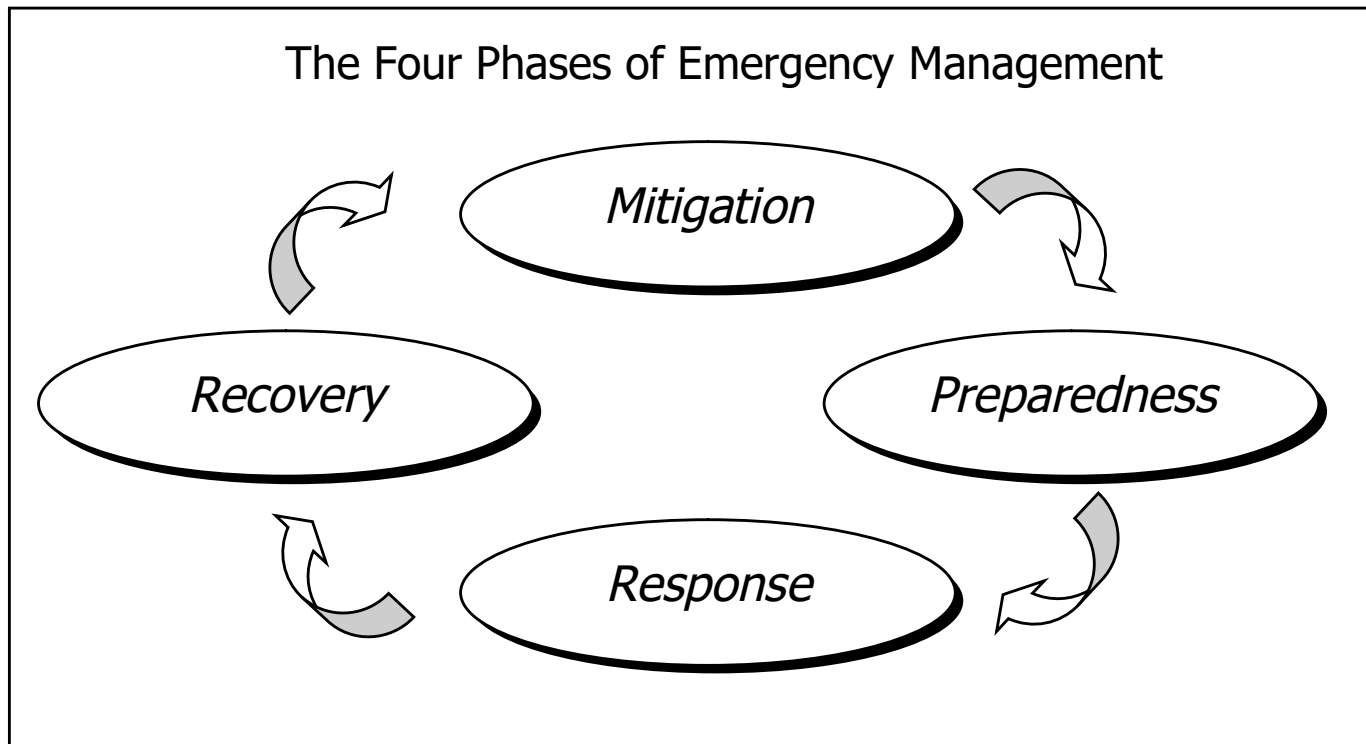 The Four Phases of Emergency Management
Mitigation
Recovery
Preparedness
Response